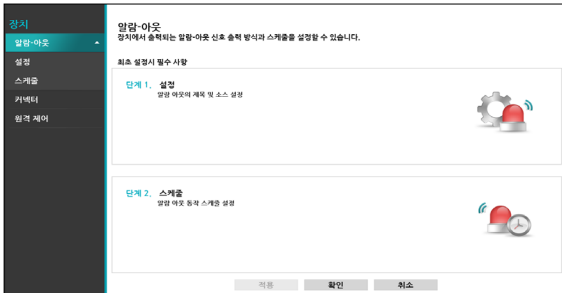 장치
알람-아웃
설정
스케줄
커넥터
원격 제어
알람-아웃
장치에서 출력되는 알람-아웃 신호 출력 방식과 스케줄을 설정할 수 있습니다.
최초 설정시 필수 사항
단계 1. 설정
알람 아웃의 제목 및 소스 설정
단계 2. 스케줄
알람 아웃 동작 스케줄 설정
적용 확인 취소